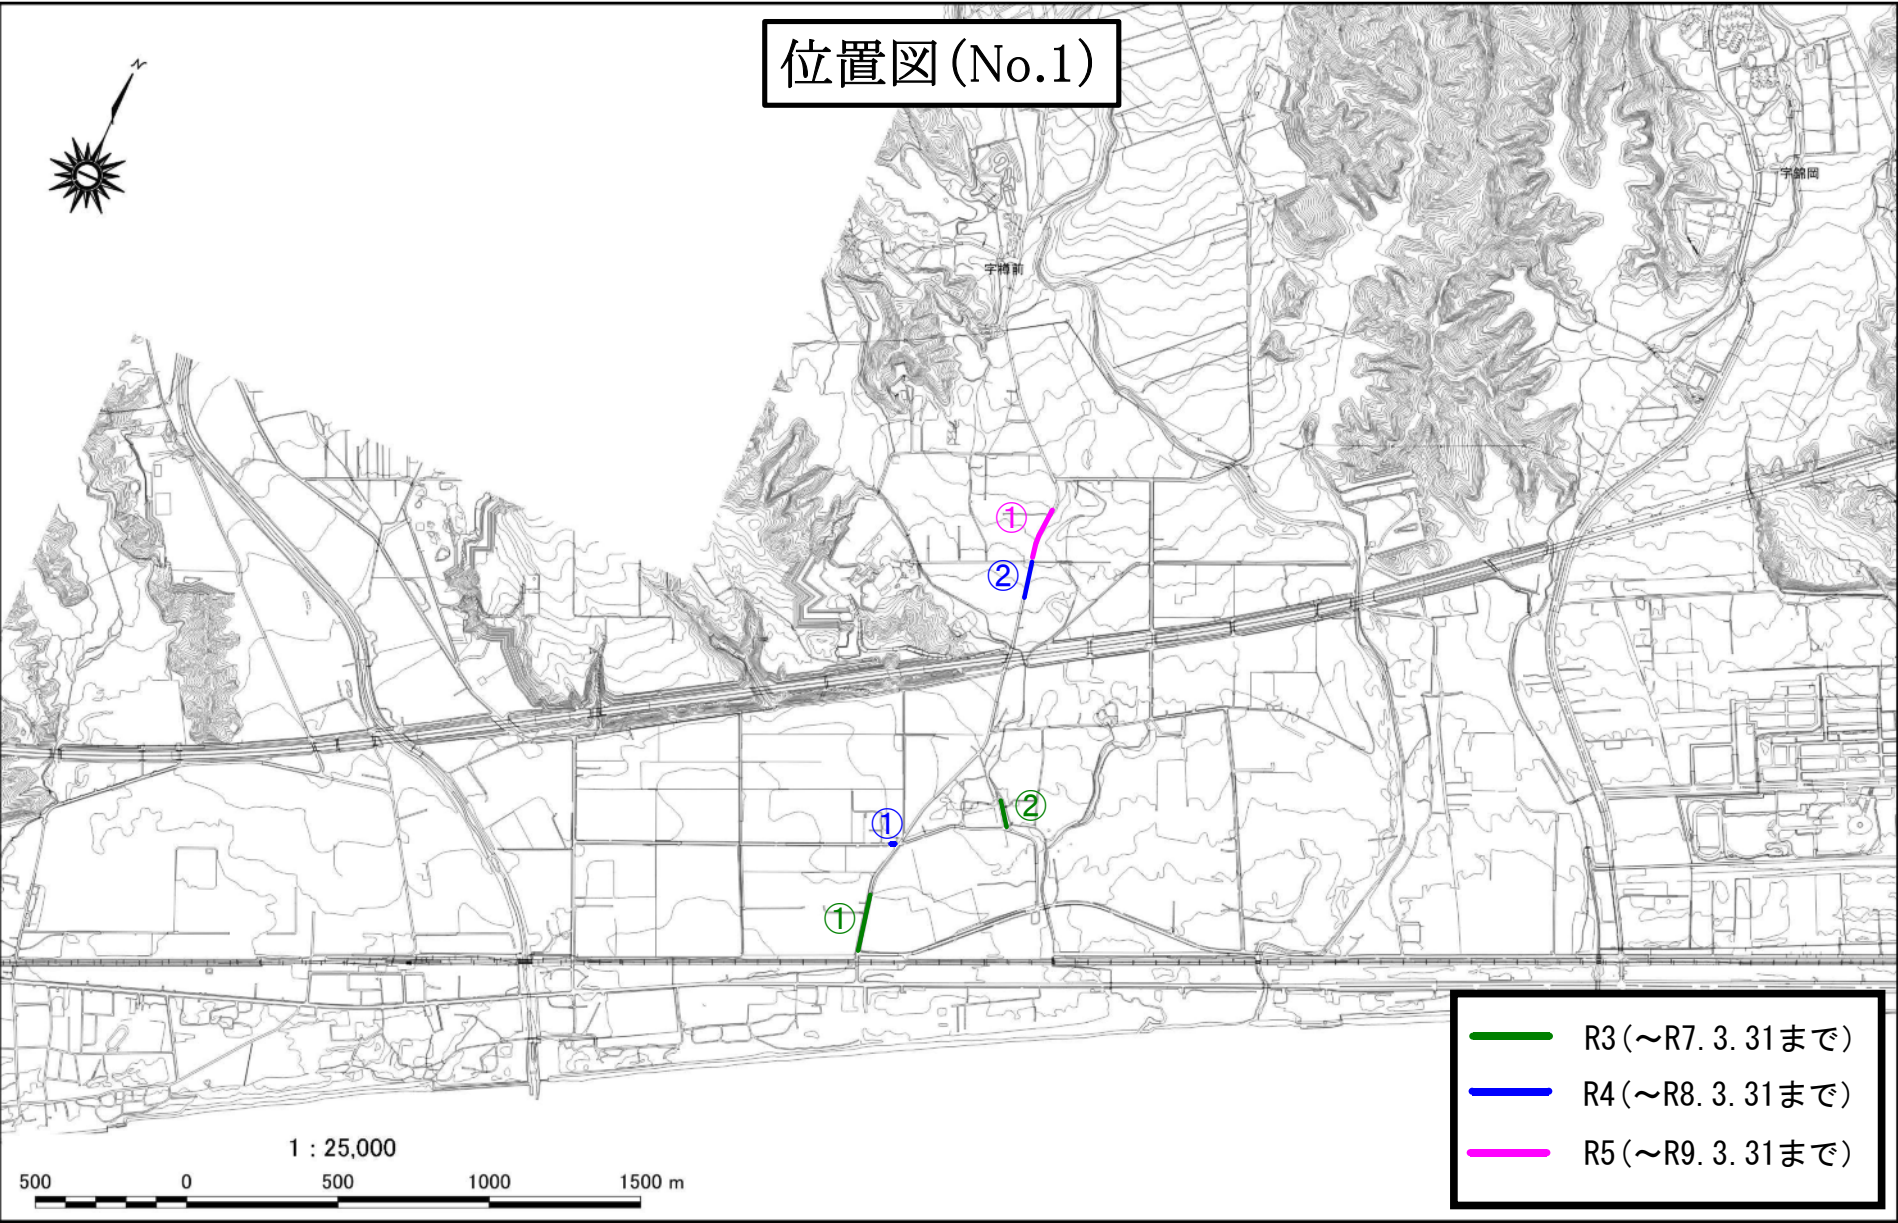 位置図(No.1)
N
字錦岡
字樽前
①
②
②
①
①
R3(～R7.3.31まで)
R4(～R8.3.31まで)
R5(～R9.3.31まで)
1：25,000
500 0 500 1000 1500 m